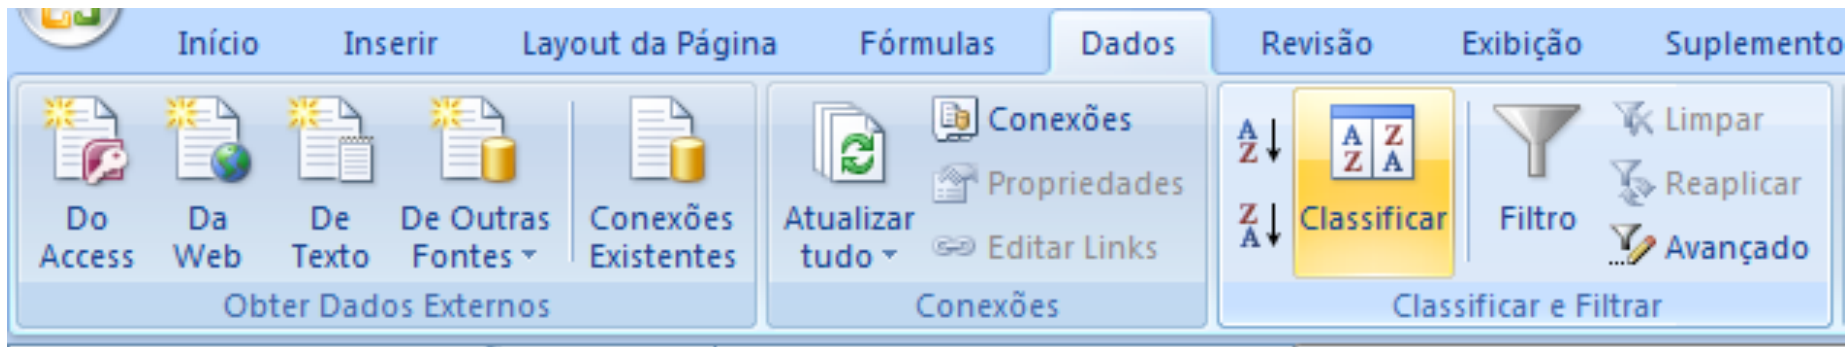 Início Inserir Layout da Página Fórmulas Dados Revisão Exibição Suplemento
Do Access
Da Web
De Texto
De Outras Fontes
Conexões Existentes
Obter Dados Externos
Atualizar tudo
Conexões
Propriedades
Editar Links
Conexões
A
Z
Z
A
A Z
Z A
Classificar
Filtro
Limpar
Reaplicar
Avançado
Classificar e Filtrar